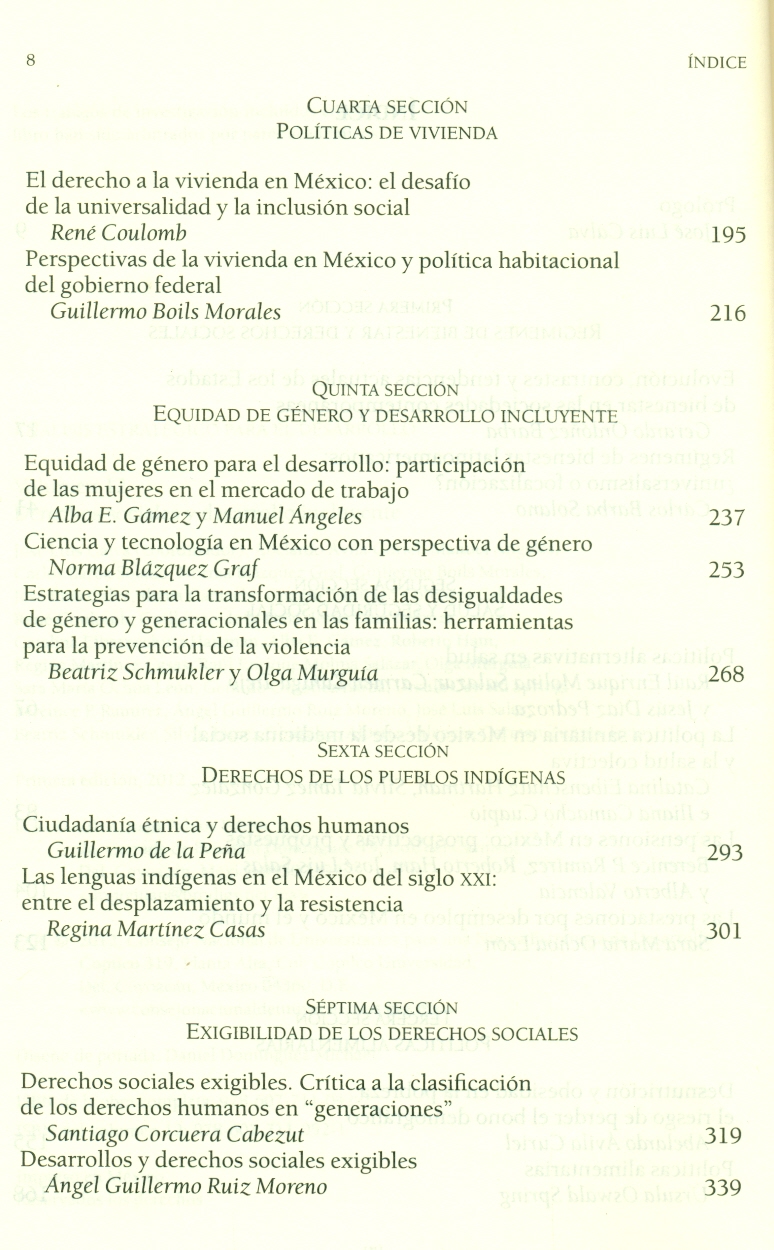 8 ÍNDICE
CUARTA SECCIÓN
POLÍTICAS DE VIVIENDA
El derecho a la vivienda en México: el desafío
de la universalidad y la inclusión social
René Coulomb 195
Perspectivas de la vivienda en México y política habitacional
del gobierno federal
Guillermo Boils Morales 216
QUINTA SECCIÓN
EQUIDAD DE GÉNERO Y DESARROLLO INCLUYENTE
Equidad de género para el desarrollo: participación
de las mujeres en el mercado de trabajo
Alba E. Gámez y Manuel Ángeles 237
Ciencia y tecnología en México con perspectiva de género
Norma Blázquez Graf 253
Estrategias para la transformación de las desigualdades
de género y generacionales en las familias: herramientas
para la prevención de la violencia
Beatriz Schmukler y Olga Murguía 268
SEXTA SECCIÓN
DERECHOS DE LOS PUEBLOS INDÍGENAS
Ciudadanía étnica y derechos humanos
Guillermo de la Peña 293
Las lenguas indígenas en el México del siglo XXI:
entre el desplazamiento y la resistencia
Regina Martínez Casas 301
SÉPTIMA SECCIÓN
EXIGIBILIDAD DE LOS DERECHOS SOCIALES
Derechos sociales exigibles. Crítica a la clasificación
de los derechos humanos en “generaciones”
Santiago Corcuera Cabezut 319
Desarrollos y derechos sociales exigibles
Ángel Guillermo Ruiz Moreno 339